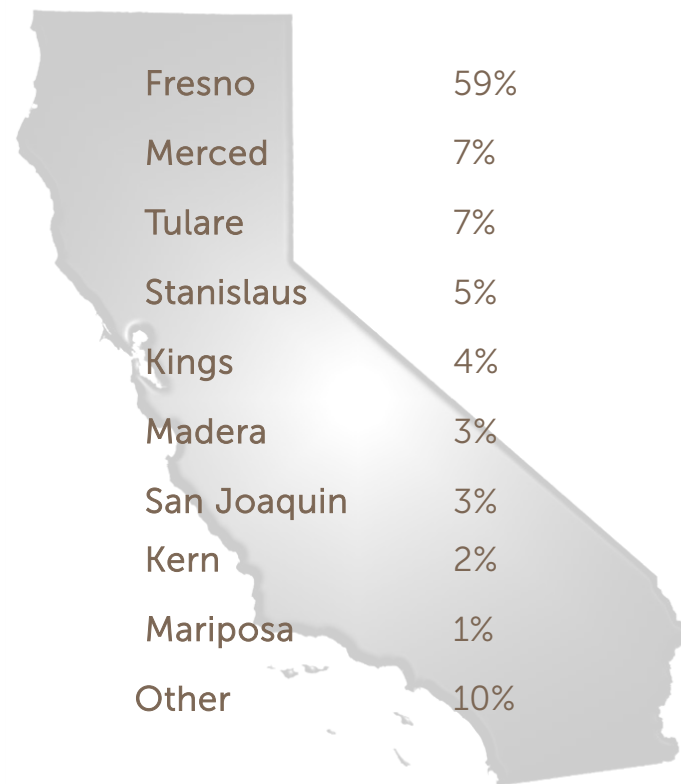 Fresno 59%
Merced 7%
Tulare 7%
Stanislaus 5%
Kings 4%
Madera 3%
San Joaquin 3%
Kern 2%
Mariposa 1%
Other 10%